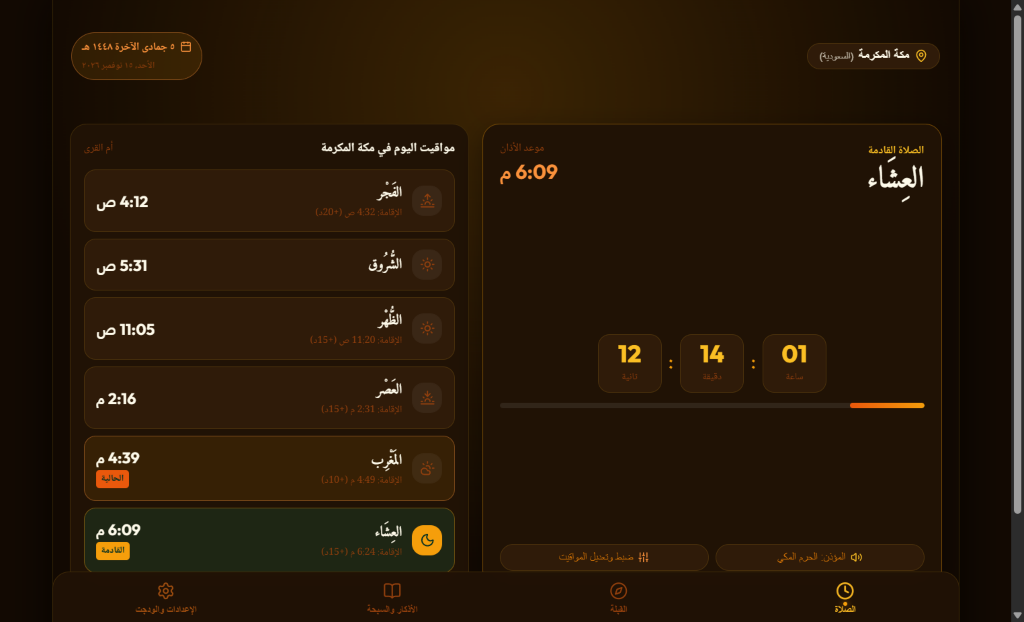 مكة المكرمة (السعودية)
٥ جمادى الآخرة ١٤٤٨ هـ
الأحد، ١٥ نوفمبر ٢٠٢٦
الصلاة القادمة
العِشَاء
موعد الأذان
6:09 م
01
ساعة
:
14
دقيقة
:
12
ثانية
المؤذن: الحرم المكي
ضبط وتعديل المواقيت
مواقيت اليوم في مكة المكرمة
أم القرى
الفَجْر
الإقامة: 4:32 ص (+20د)
4:12 ص
الشُّرُوق
5:31 ص
الظُّهْر
الإقامة: 11:20 ص (+15د)
11:05 ص
العَصْر
الإقامة: 2:31 م (+15د)
2:16 م
المَغْرِب
الإقامة: 4:49 م (+10د)
4:39 م
الحالية
العِشَاء
الإقامة: 6:24 م (+15د)
6:09 م
القادمة
الصلاة
القبلة
الأذكار والسبحة
الإعدادات والودجت